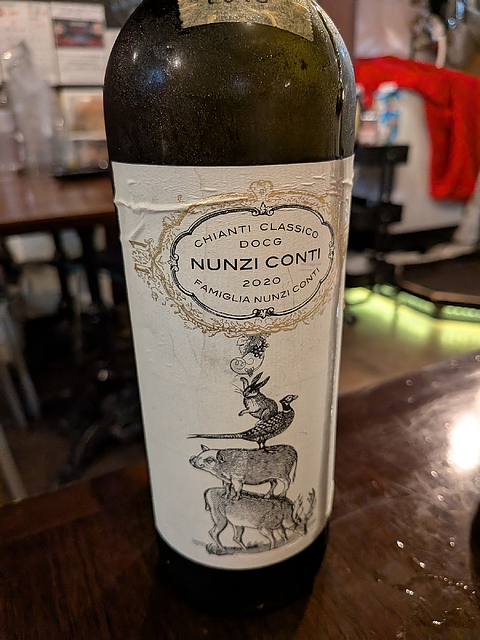 CHIANTI CLASSICO
DOCG
NUNZI CONTI
2020
FAMIGLIA NUNZI CONTI